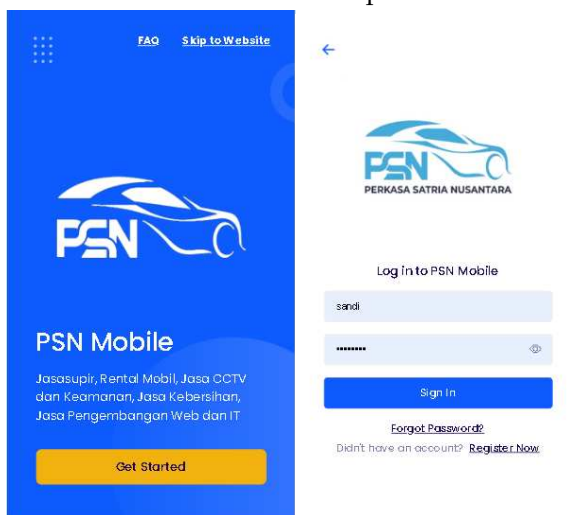 FAQ Skip to Website
PSN
PSN Mobile
Jasasupir, Rental Mobil, Jasa CCTV
dan Keamanan, Jasa Kebersihan,
Jasa Pengembangan Web dan IT
Get Started
PSN
PERKASA SATRIA NUSANTARA
Log in to PSN Mobile
sandi
••••••••
Sign In
Forgot Password?
Didn't have an account? Register Now